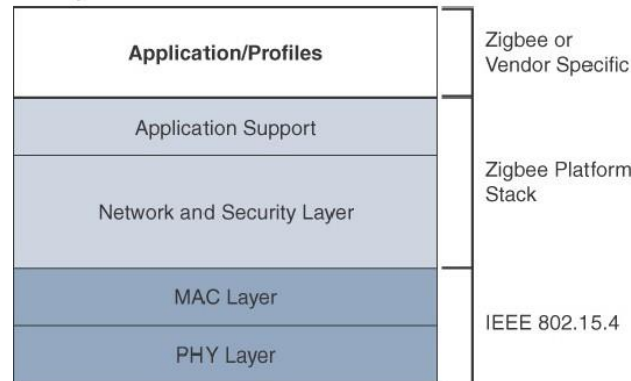 Application/Profiles
Zigbee or
Vendor Specific
Application Support
Network and Security Layer
Zigbee Platform
Stack
MAC Layer
PHY Layer
IEEE 802.15.4